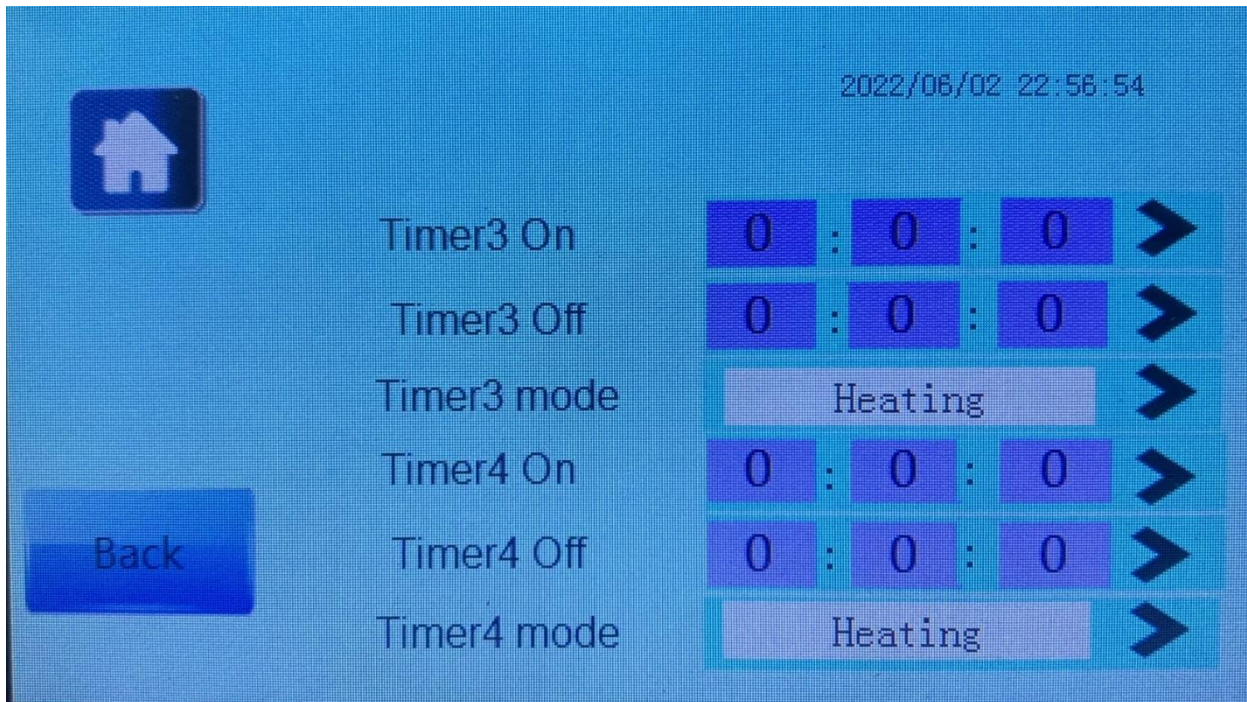 2022/06/02 22:56:54
Timer3 On 0 : 0 : 0
Timer3 Off 0 : 0 : 0
Timer3 mode Heating
Timer4 On 0 : 0 : 0
Back Timer4 Off 0 : 0 : 0
Timer4 mode Heating